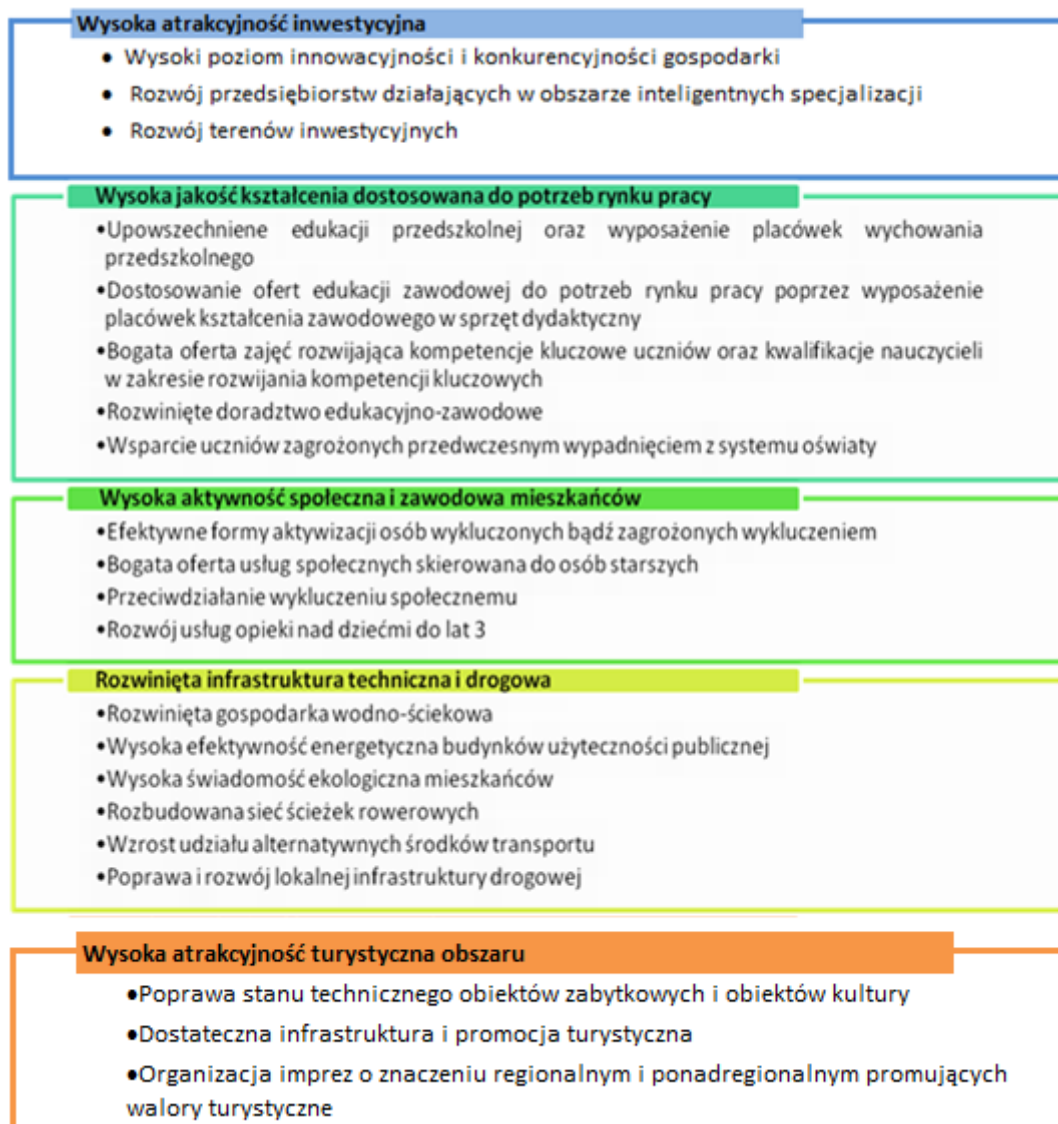 Wysoka atrakcyjność inwestycyjna
• Wysoki poziom innowacyjności i konkurencyjności gospodarki
• Rozwój przedsiębiorstw działających w obszarze inteligentnych specjalizacji
• Rozwój terenów inwestycyjnych
Wysoka jakość kształcenia dostosowana do potrzeb rynku pracy
•Upowszechniene edukacji przedszkolnej oraz wyposażenie placówek wychowania
przedszkolnego
•Dostosowanie ofert edukacji zawodowej do potrzeb rynku pracy poprzez wyposażenie
placówek kształcenia zawodowego w sprzęt dydaktyczny
•Bogata oferta zajęć rozwijająca kompetencje kluczowe uczniów oraz kwalifikacje nauczycieli
w zakresie rozwijania kompetencji kluczowych
•Rozwinięte doradztwo edukacyjno-zawodowe
•Wsparcie uczniów zagrożonych przedwczesnym wypadnięciem z systemu oświaty
Wysoka aktywność społeczna i zawodowa mieszkańców
•Efektywne formy aktywizacji osób wykluczonych bądź zagrożonych wykluczeniem
•Bogata oferta usług społecznych skierowana do osób starszych
•Przeciwdziałanie wykluczeniu społecznemu
•Rozwój usług opieki nad dziećmi do lat 3
Rozwinięta infrastruktura techniczna i drogowa
•Rozwinięta gospodarka wodno-ściekowa
•Wysoka efektywność energetyczna budynków użyteczności publicznej
•Wysoka świadomość ekologiczna mieszkańców
•Rozbudowana sieć ścieżek rowerowych
•Wzrost udziału alternatywnych środków transportu
•Poprawa i rozwój lokalnej infrastruktury drogowej
Wysoka atrakcyjność turystyczna obszaru
•Poprawa stanu technicznego obiektów zabytkowych i obiektów kultury
•Dostateczna infrastruktura i promocja turystyczna
•Organizacja imprez o znaczeniu regionalnym i ponadregionalnym promujących
walory turystyczne